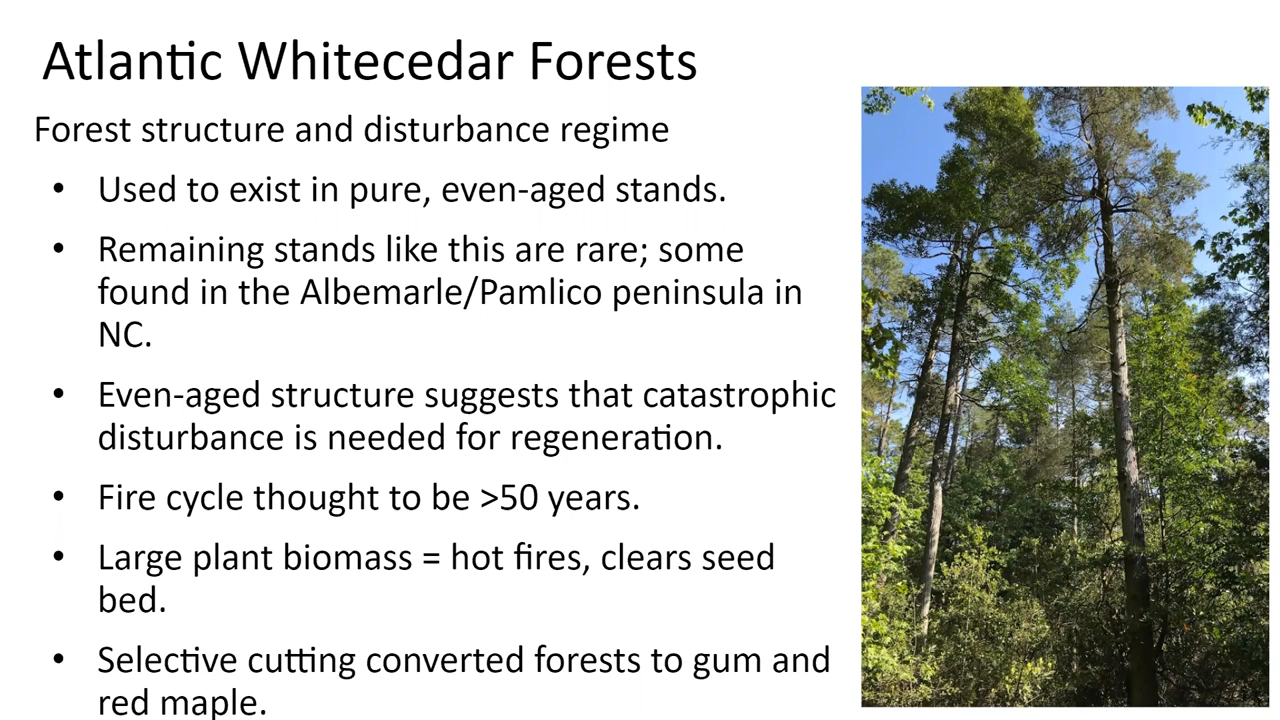 Atlantic Whitecedar Forests
Forest structure and disturbance regime
• Used to exist in pure, even-aged stands.
• Remaining stands like this are rare; some
found in the Albemarle/Pamlico peninsula in
NC.
• Even-aged structure suggests that catastrophic
disturbance is needed for regeneration.
• Fire cycle thought to be >50 years.
• Large plant biomass = hot fires, clears seed
bed.
• Selective cutting converted forests to gum and
red maple.